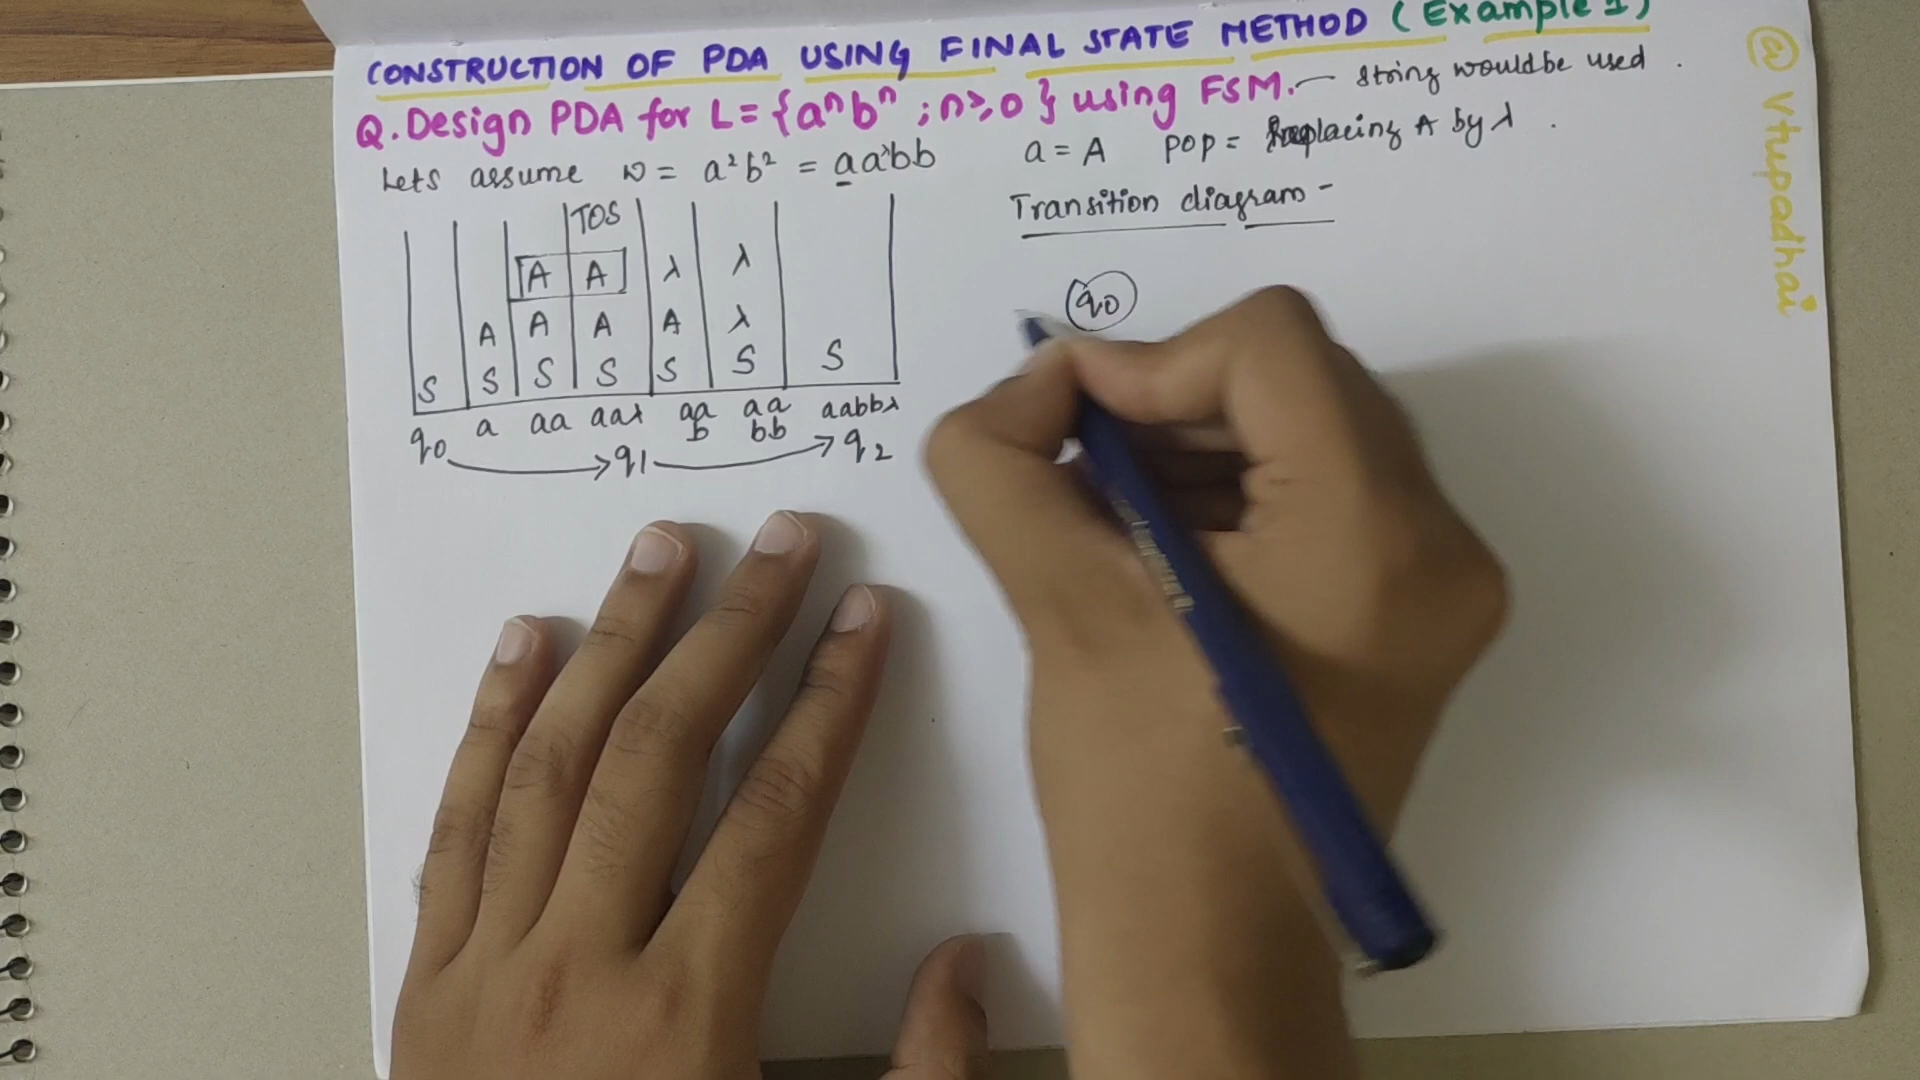 CONSTRUCTION OF PDA USING FINAL STATE METHOD (Example 1)
Q. Design PDA for L = {aⁿbⁿ ; n≥0} using FSM. — string would be used .
Lets assume w = a²b² = aaλbb
a = A pop = Replacing A by λ .
Transition diagram -
TOS
A A λ λ
A A A A λ
S S S S S S S
a aa aaλ aa aa aabbλ
b bb
q0 → q1 → q2
q0
@Vtupadhai